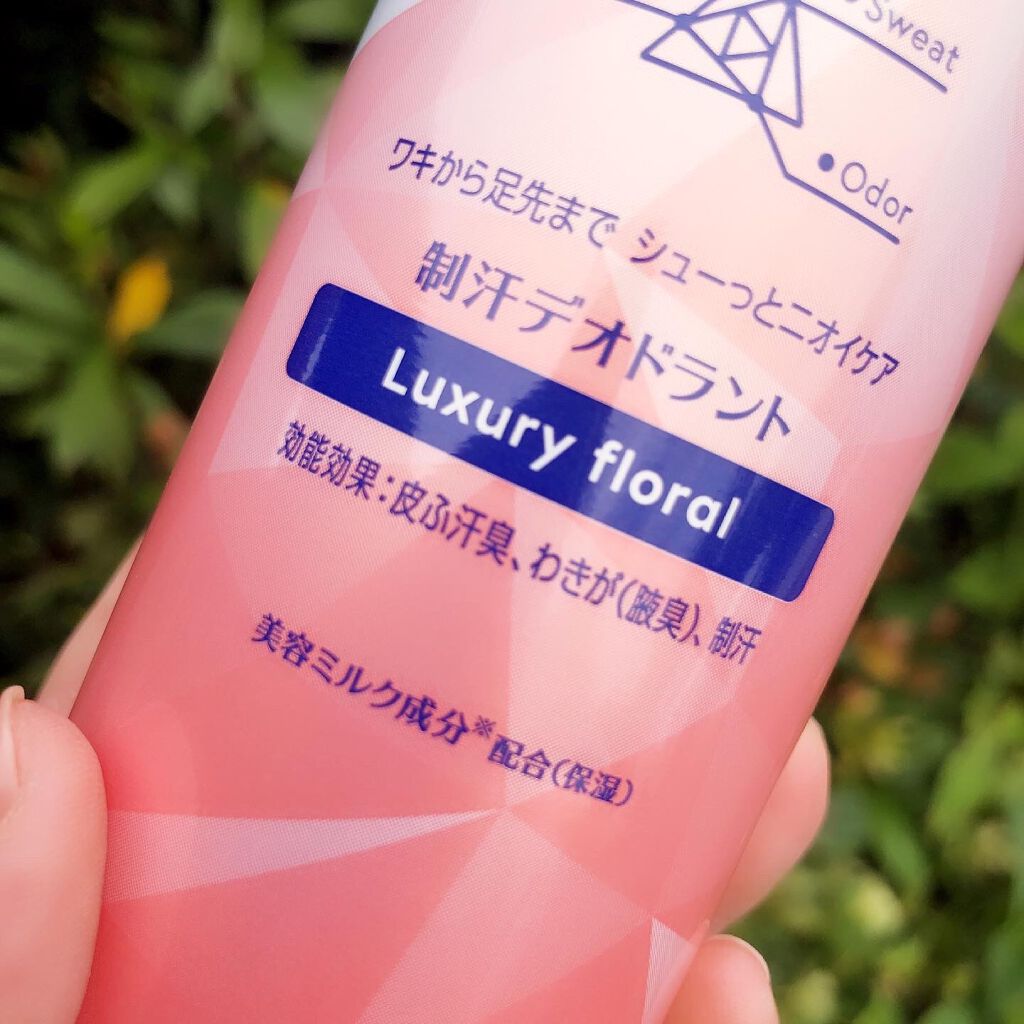 Sweat
Odor
ワキから足先まで シューっとニオイケア
制汗デオドラント
Luxury floral
効能効果：皮ふ汗臭、わきが（腋臭）、制汗
美容ミルク成分※配合（保湿）